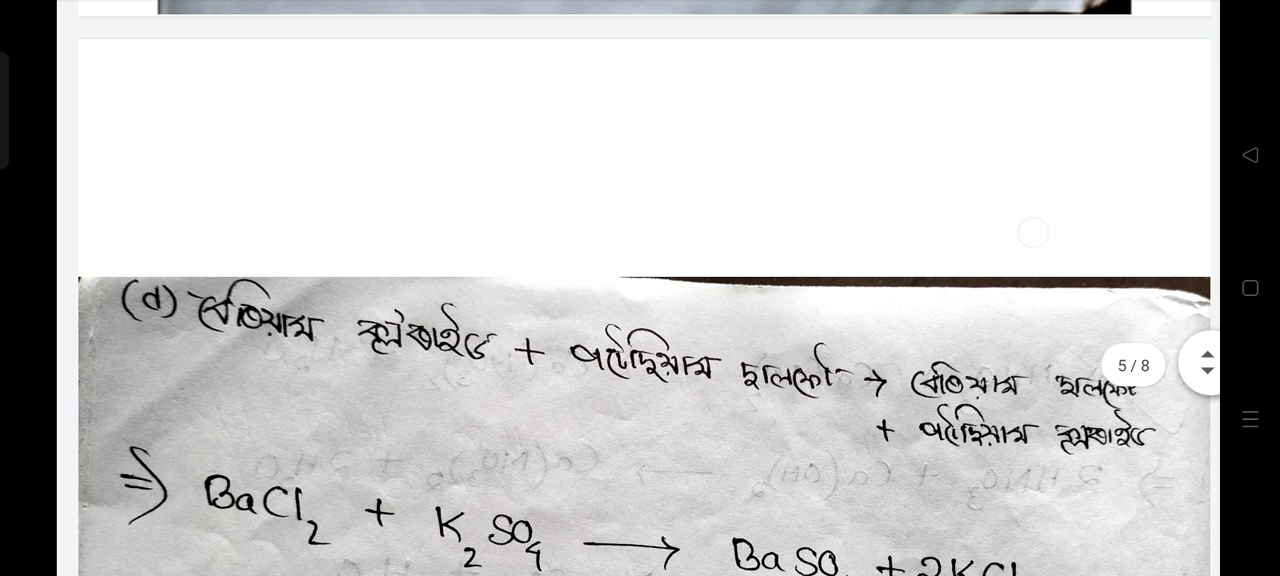 (d) বেৰিয়াম ক্ল'ৰাইড + পটেছিয়াম ছালফেট → বেৰিয়াম ছালফেট
+ পটেছিয়াম ক্ল'ৰাইড
5/8
⇒ BaCl₂ + K₂SO₄ ⟶ BaSO₄ + 2KCl